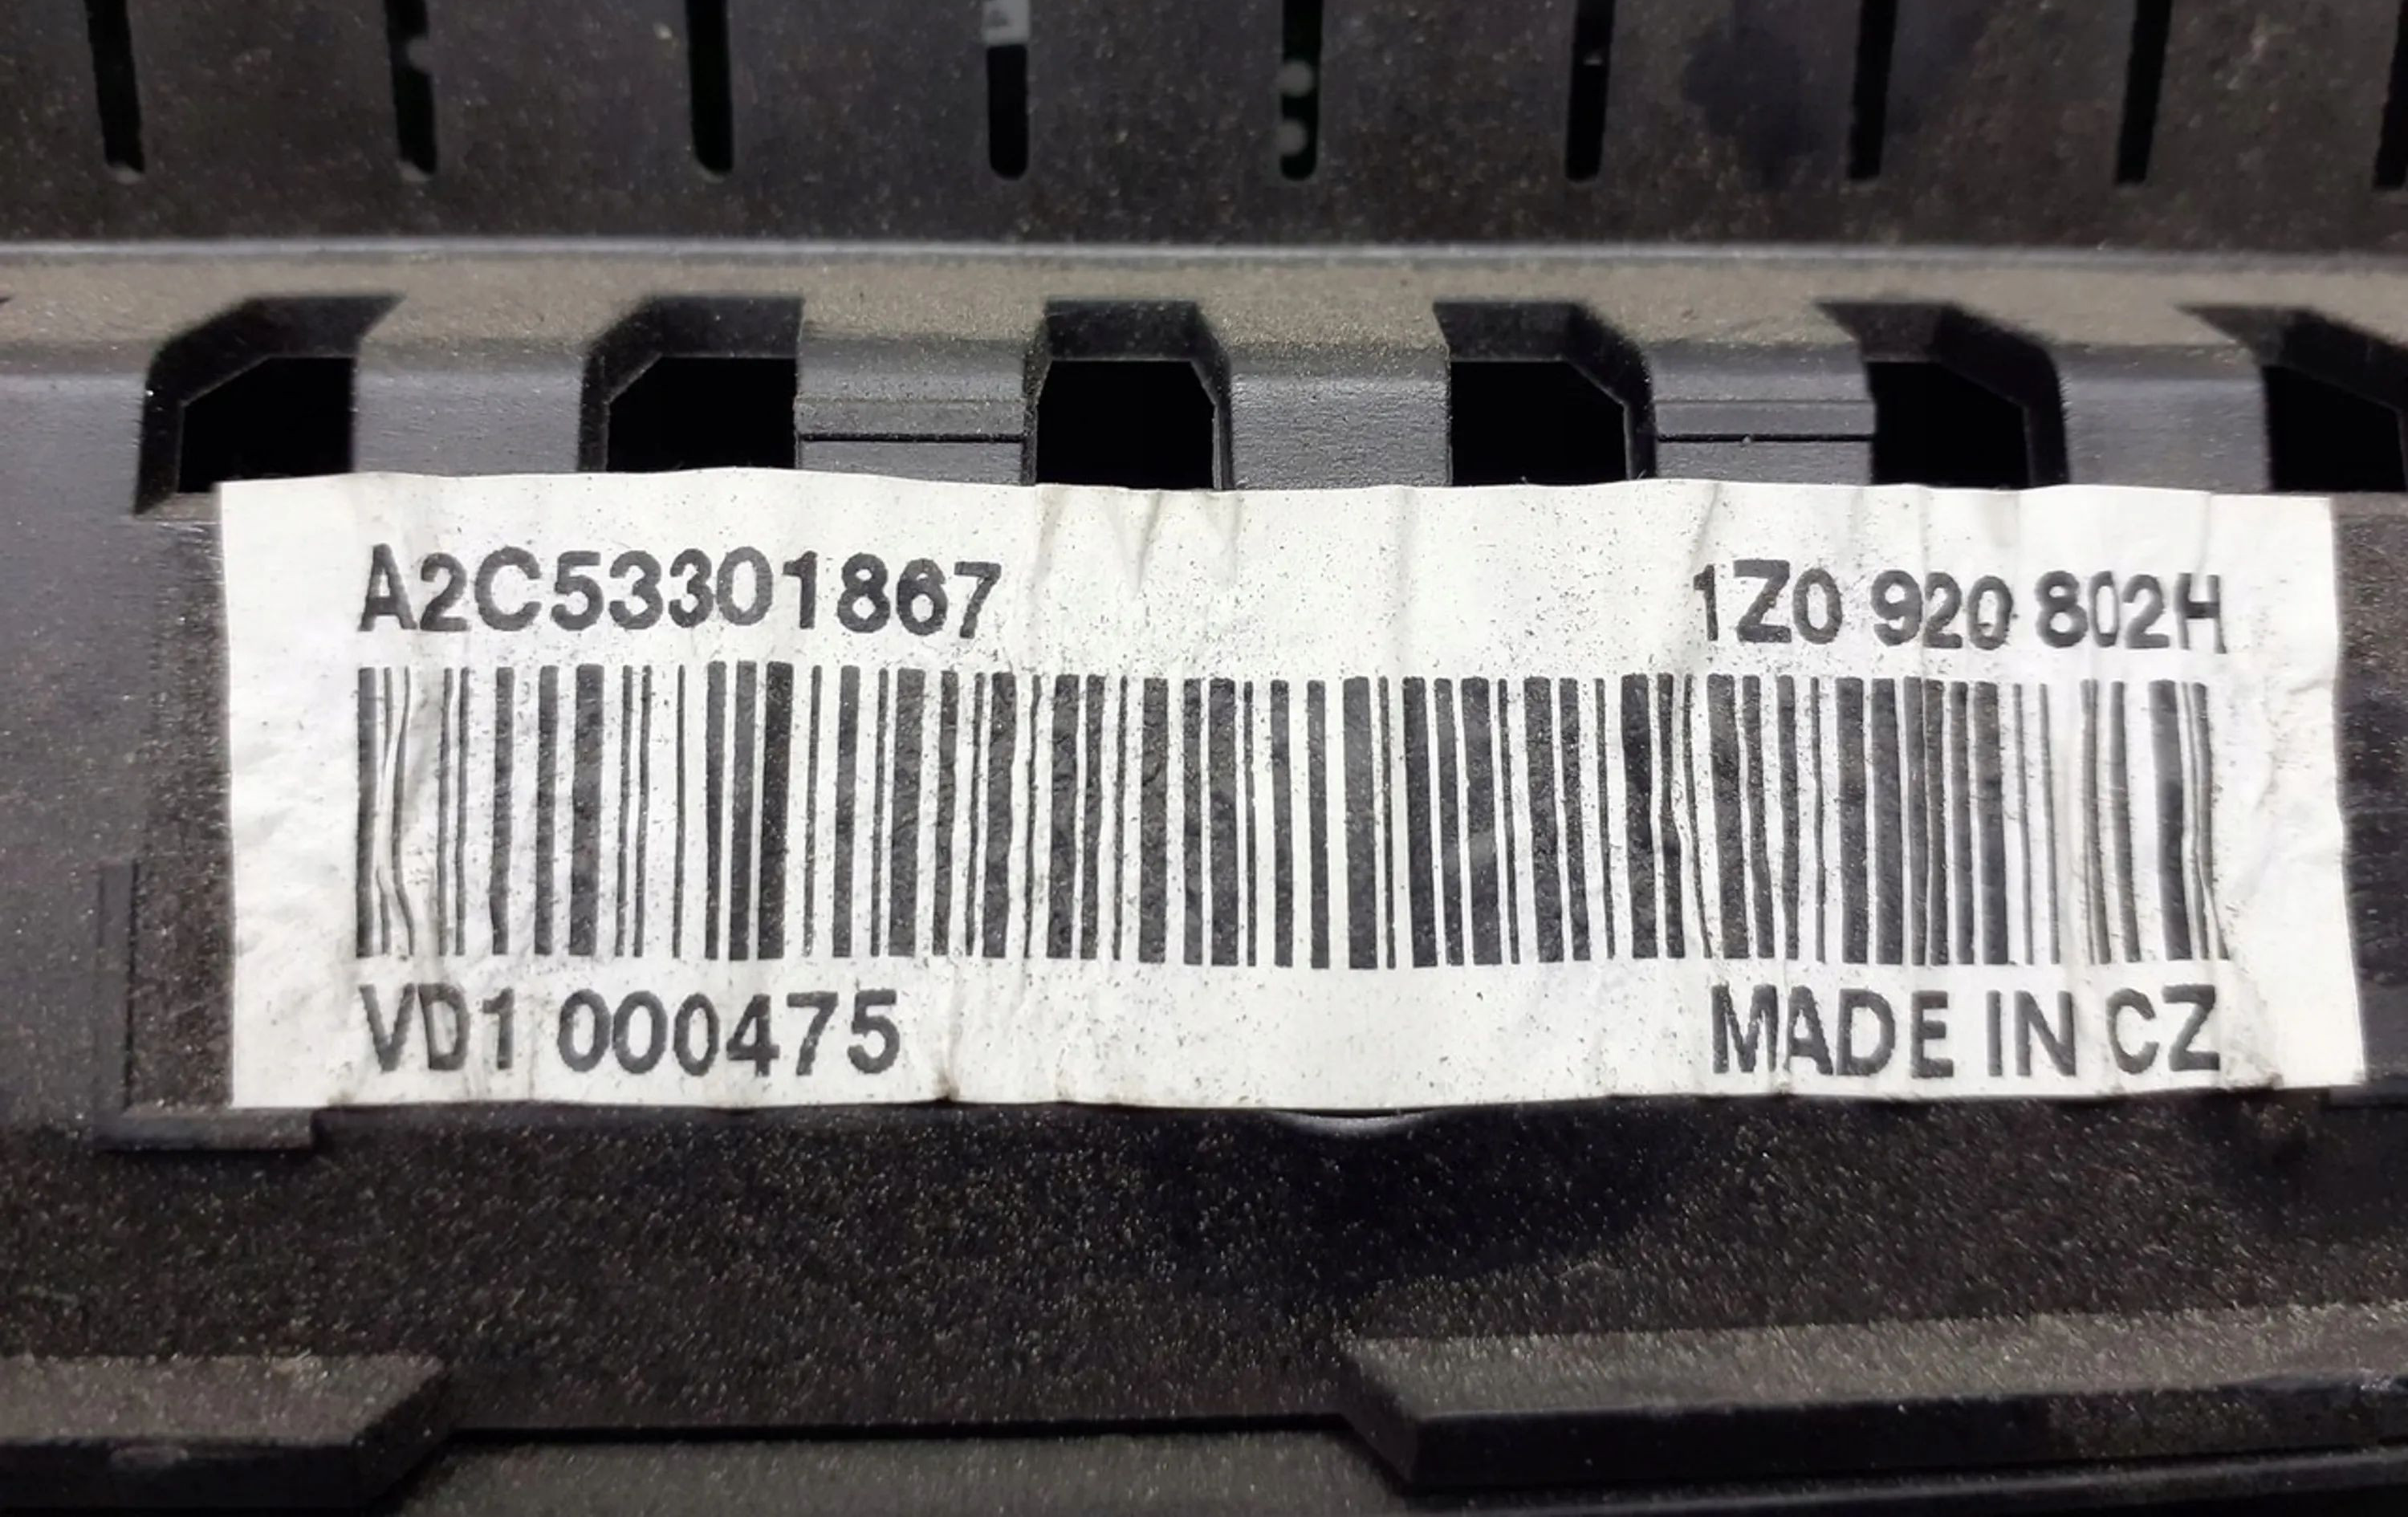 A2C53301867 1Z0 920 802H
VD1 000475 MADE IN CZ